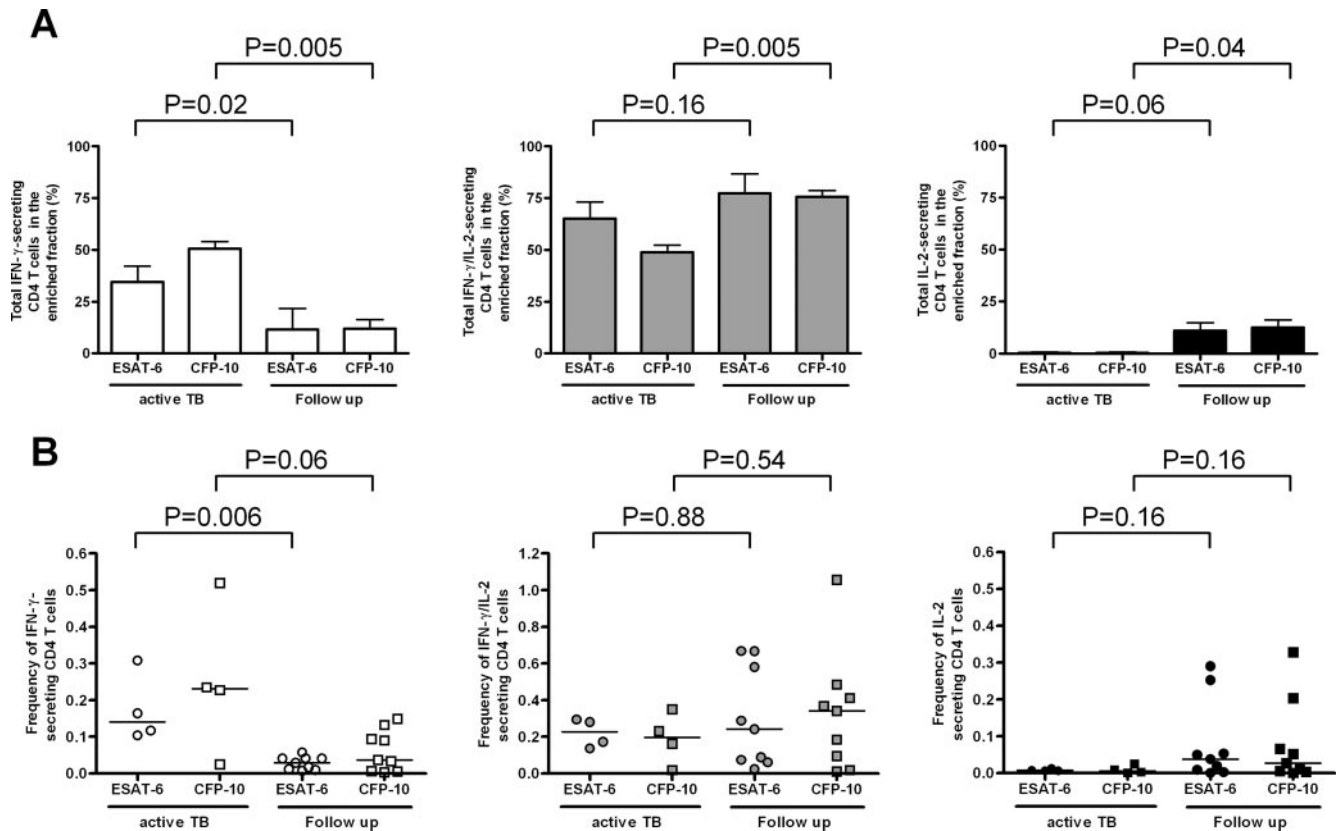 A
P=0.005
P=0.02
Total IFN-γ-secreting
CD4 T cells in the
enriched fraction (%)
100
75
50
25
0
ESAT-6 CFP-10 ESAT-6 CFP-10
active TB Follow up
P=0.005
P=0.16
Total IFN-γ/IL-2-secreting
CD4 T cells in the
enriched fraction (%)
100
75
50
25
0
ESAT-6 CFP-10 ESAT-6 CFP-10
active TB Follow up
P=0.04
P=0.06
Total IL-2-secreting
CD4 T cells in the
enriched fraction (%)
100
75
50
25
0
ESAT-6 CFP-10 ESAT-6 CFP-10
active TB Follow up
B
P=0.06
P=0.006
Frequency of IFN-γ-
secreting CD4 T cells
0.6
0.5
0.4
0.3
0.2
0.1
0.0
ESAT-6 CFP-10 ESAT-6 CFP-10
active TB Follow up
P=0.54
P=0.88
Frequency of IFN-γ/IL-2
secreting CD4 T cells
1.2
1.0
0.8
0.6
0.4
0.2
0.0
ESAT-6 CFP-10 ESAT-6 CFP-10
active TB Follow up
P=0.16
P=0.16
Frequency of IL-2
secreting CD4 T cells
0.6
0.5
0.4
0.3
0.2
0.1
0.0
ESAT-6 CFP-10 ESAT-6 CFP-10
active TB Follow up